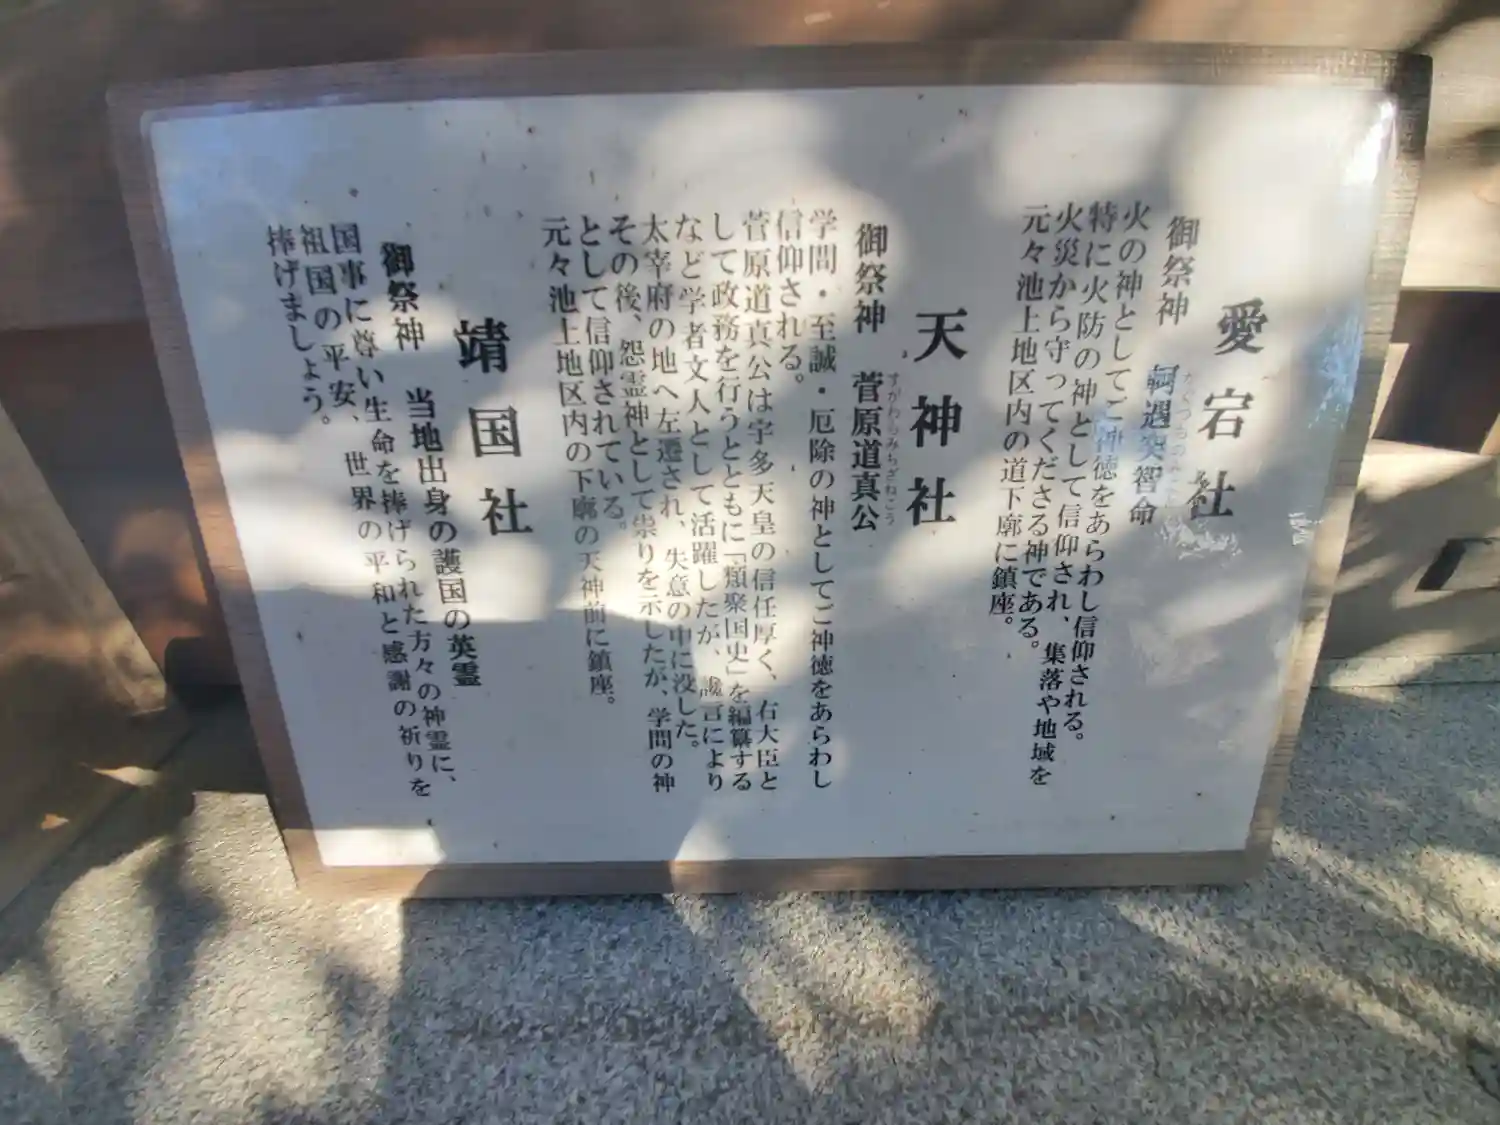 愛宕社
御祭神 軻遇突智命
火の神としてご神徳をあらわし信仰される。
特に火防の神として信仰され、集落や地域を
火災から守ってくださる神である。
元々池上地区内の道下廓に鎮座。
天神社
御祭神 菅原道真公
すがわらみちざねこう
学問・至誠・厄除の神としてご神徳をあらわし
信仰される。
菅原道真公は宇多天皇の信任厚く、右大臣と
して政務を行うとともに「類聚国史」を編纂する
など学者文人として活躍したが、讒言により
太宰府の地へ左遷され、失意の中に没した。
その後、怨霊神として祟りを示したが、学問の神
として信仰されている。
元々池上地区内の下廓の天神前に鎮座。
靖国社
御祭神 当地出身の護国の英霊
国事に尊い生命を捧げられた方々の神霊に、
祖国の平安、世界の平和と感謝の祈りを
捧げましょう。